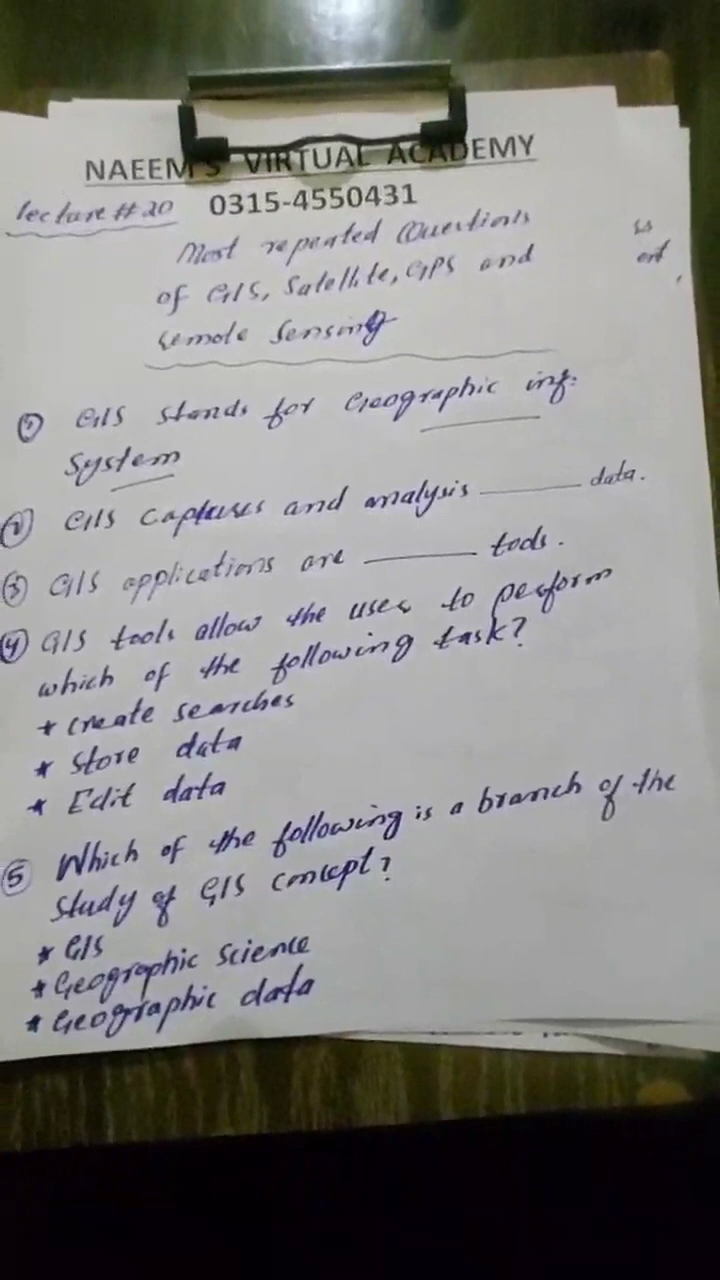 NAEEM'S VIRTUAL ACADEMY
lecture # 20 0315-4550431
Most repeated Questions
of GIS, Satellite, GPS and
remote Sensing
① GIS stands for Geographic inf:
System
② GIS Captures and analysis ______ data.
③ GIS applications are ______ tools.
④ GIS tools allow the user to perform
which of the following task?
* Create searches
* Store data
* Edit data
⑤ Which of the following is a branch of the
study of GIS concept?
* GIS
* Geographic science
* Geographic data